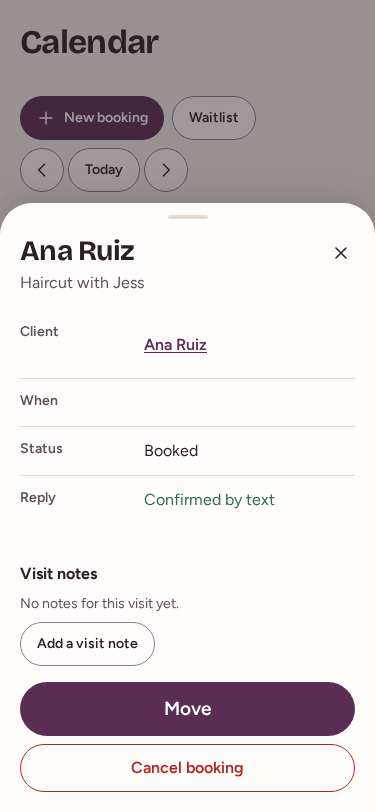 Calendar
New booking
Waitlist
Today
Ana Ruiz
Haircut with Jess
Client
Ana Ruiz
When
Status
Booked
Reply
Confirmed by text
Visit notes
No notes for this visit yet.
Add a visit note
Move
Cancel booking